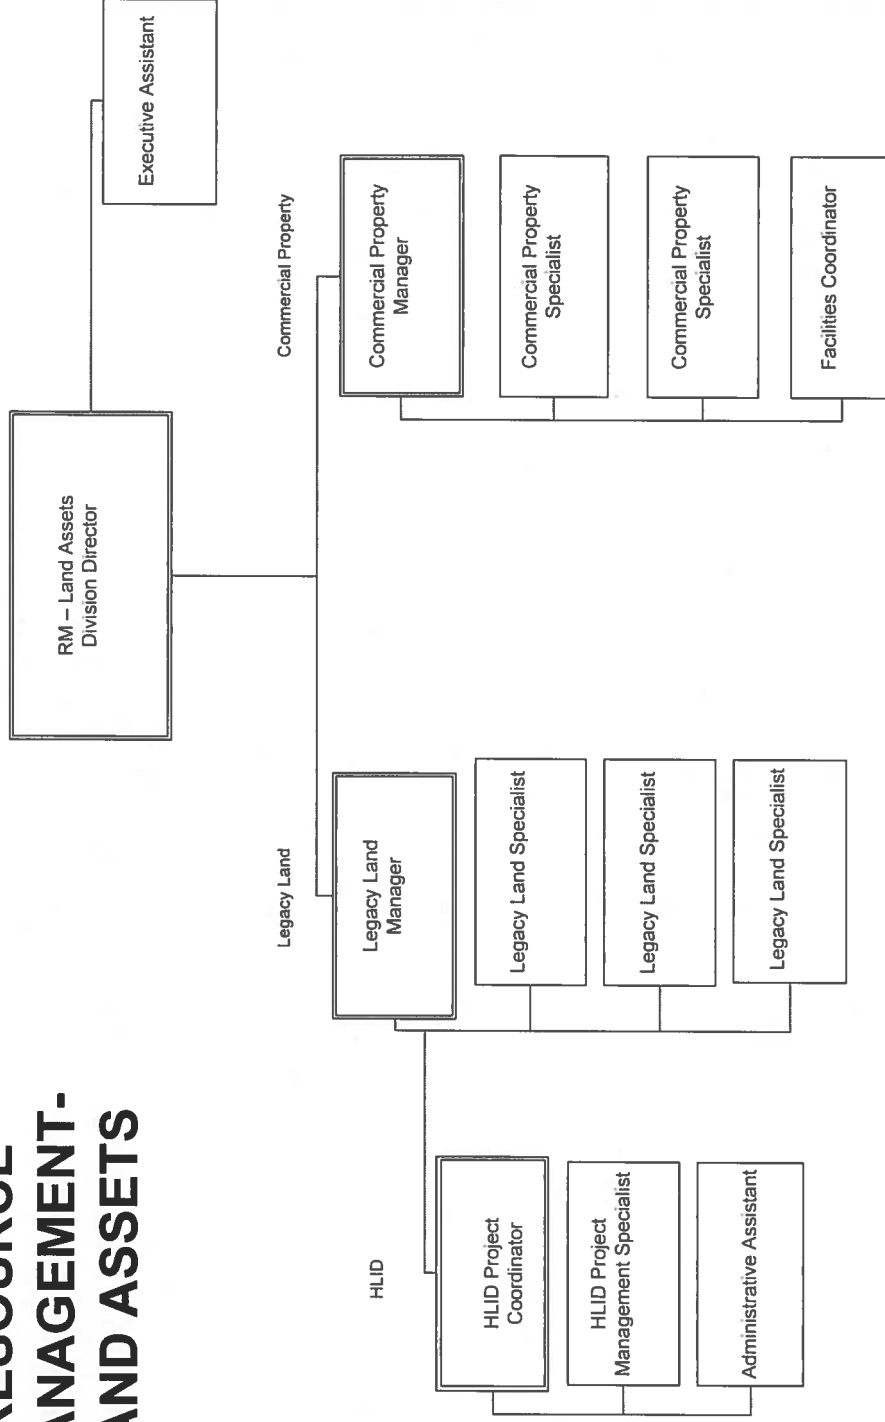 RESOURCE
ANAGEMENT-
AND ASSETS
RM – Land Assets
Division Director
Executive Assistant
Legacy Land
Commercial Property
HLID
HLID Project
Coordinator
HLID Project
Management Specialist
Administrative Assistant
Legacy Land
Manager
Legacy Land Specialist
Legacy Land Specialist
Legacy Land Specialist
Commercial Property
Manager
Commercial Property
Specialist
Commercial Property
Specialist
Facilities Coordinator